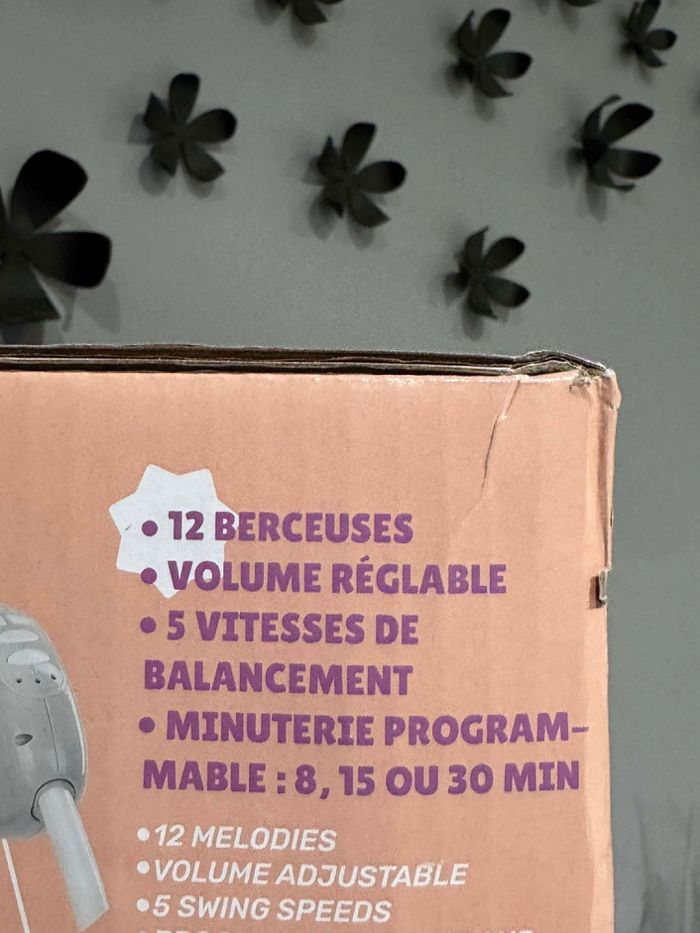 • 12 BERCEUSES
• VOLUME RÉGLABLE
• 5 VITESSES DE
BALANCEMENT
• MINUTERIE PROGRAM-
MABLE : 8, 15 OU 30 MIN
•12 MELODIES
•VOLUME ADJUSTABLE
•5 SWING SPEEDS